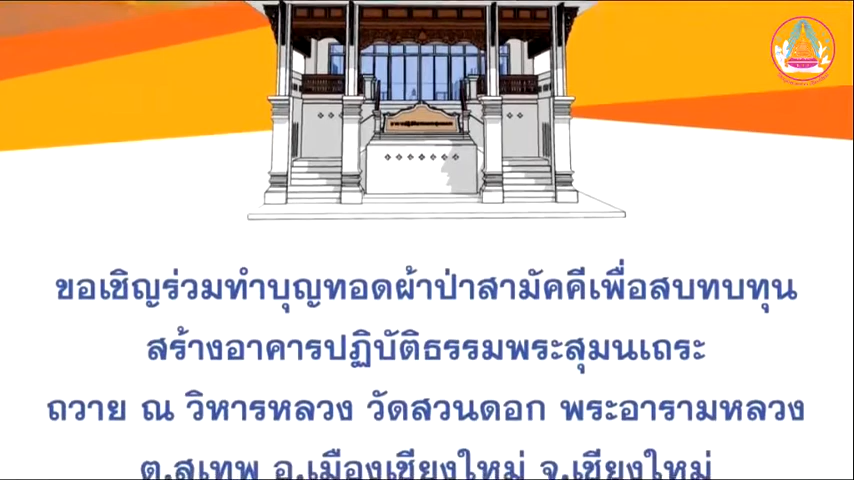 ขอเชิญร่วมทำบุญทอดผ้าป่าสามัคคีเพื่อสบทบทุน
สร้างอาคารปฏิบัติธรรมพระสุมนเถระ
ถวาย ณ วิหารหลวง วัดสวนดอก พระอารามหลวง
ต.สุเทพ อ.เมืองเชียงใหม่ จ.เชียงใหม่